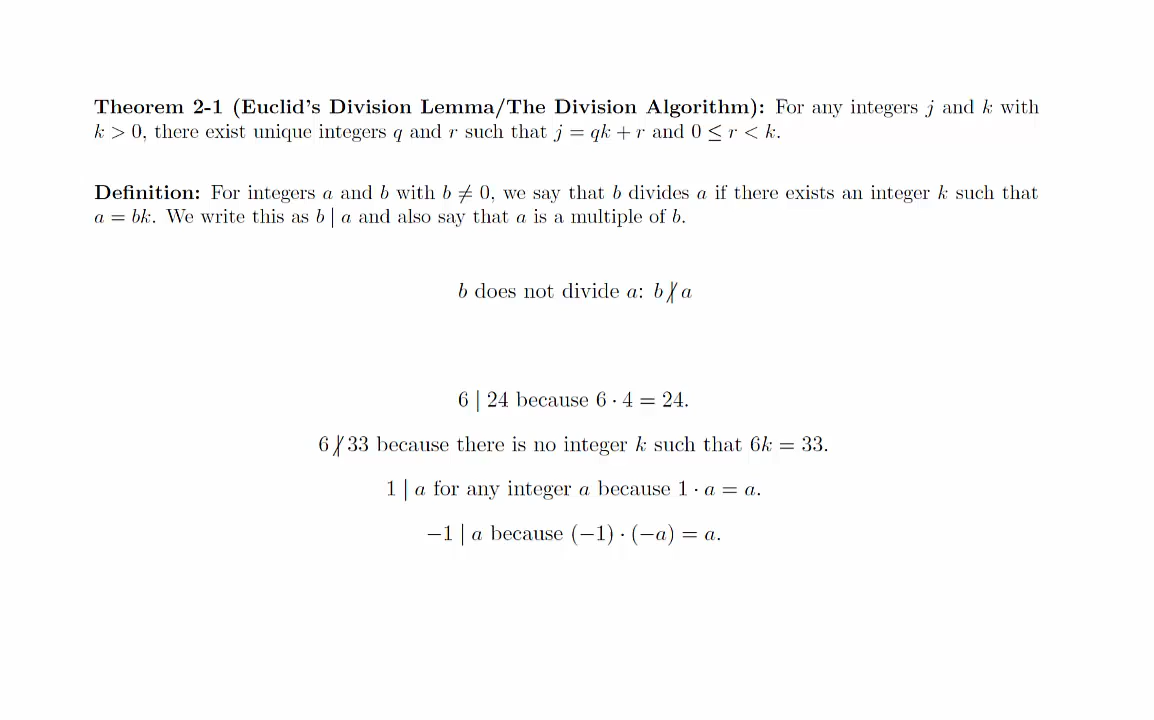 Theorem 2-1 (Euclid's Division Lemma/The Division Algorithm): For any integers j and k with
k > 0, there exist unique integers q and r such that j = qk + r and 0 ≤ r < k.
Definition: For integers a and b with b ≠ 0, we say that b divides a if there exists an integer k such that
a = bk. We write this as b | a and also say that a is a multiple of b.
b does not divide a: b ∤ a
6 | 24 because 6 · 4 = 24.
6 ∤ 33 because there is no integer k such that 6k = 33.
1 | a for any integer a because 1 · a = a.
−1 | a because (−1) · (−a) = a.